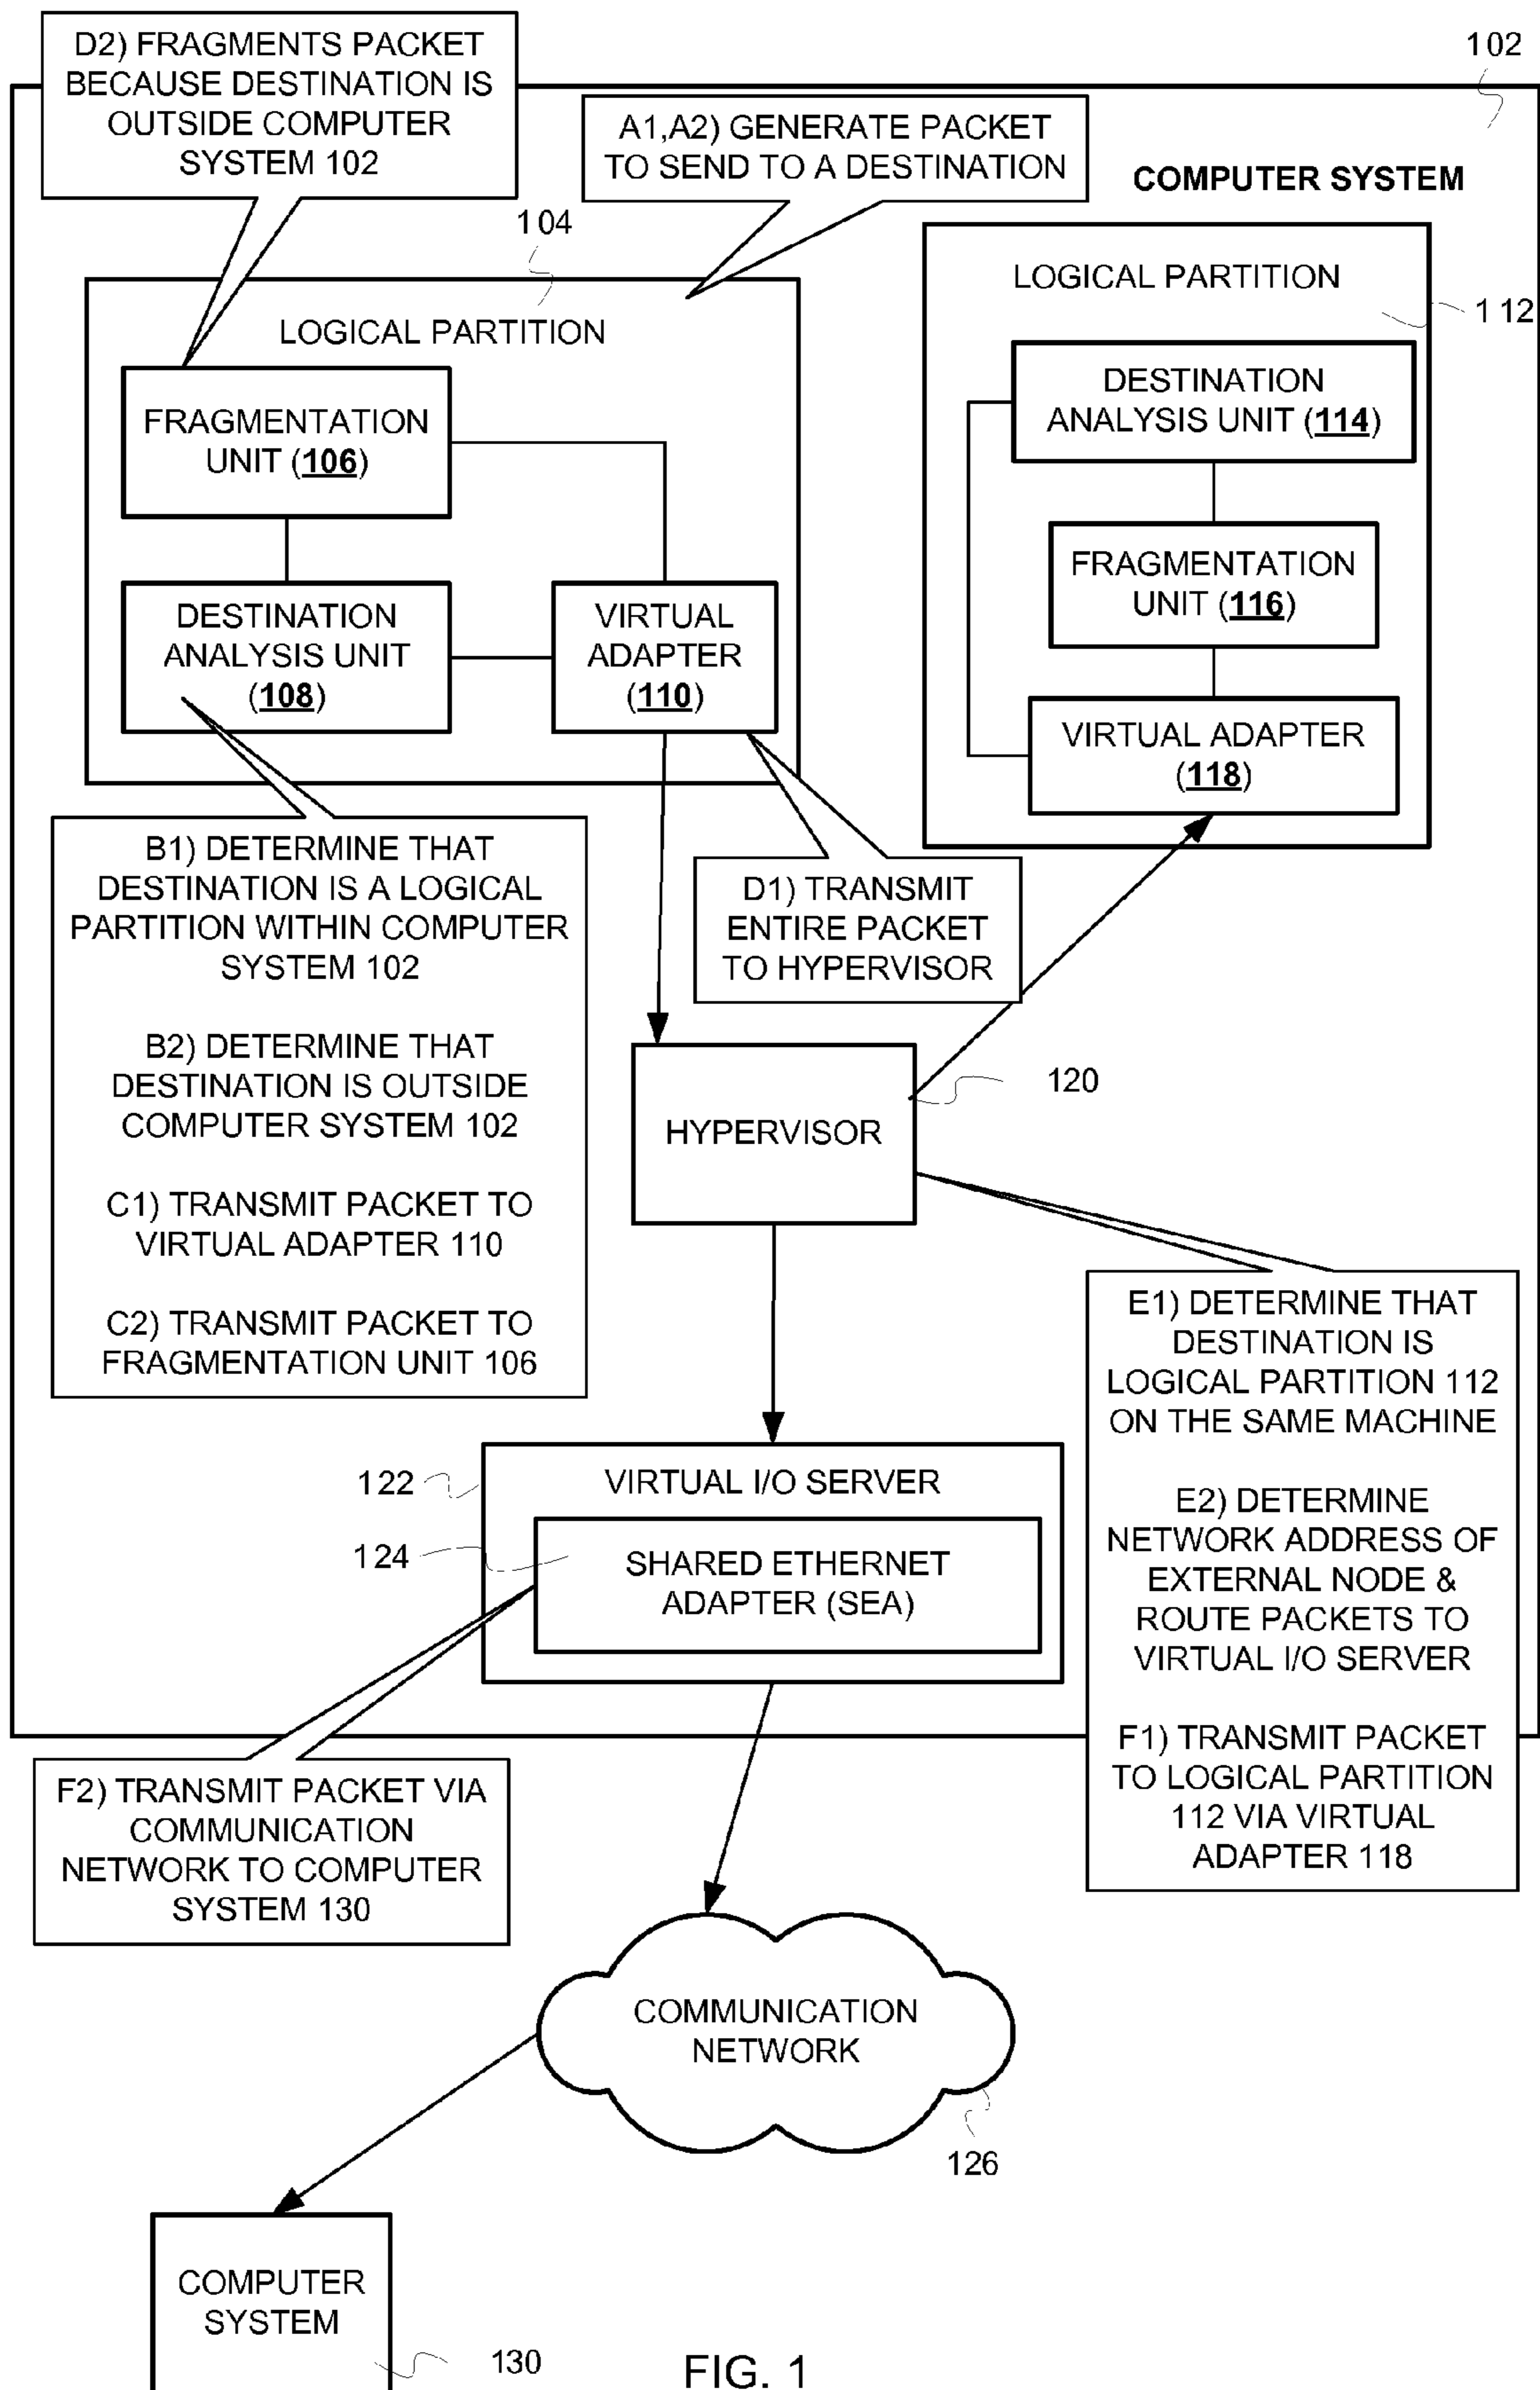 D2) FRAGMENTS PACKET
BECAUSE DESTINATION IS
OUTSIDE COMPUTER
SYSTEM 102
A1,A2) GENERATE PACKET
TO SEND TO A DESTINATION
102
COMPUTER SYSTEM
104
LOGICAL PARTITION
FRAGMENTATION
UNIT (106)
DESTINATION
ANALYSIS UNIT
(108)
VIRTUAL
ADAPTER
(110)
LOGICAL PARTITION
112
DESTINATION
ANALYSIS UNIT (114)
FRAGMENTATION
UNIT (116)
VIRTUAL ADAPTER
(118)
B1) DETERMINE THAT
DESTINATION IS A LOGICAL
PARTITION WITHIN COMPUTER
SYSTEM 102
B2) DETERMINE THAT
DESTINATION IS OUTSIDE
COMPUTER SYSTEM 102
C1) TRANSMIT PACKET TO
VIRTUAL ADAPTER 110
C2) TRANSMIT PACKET TO
FRAGMENTATION UNIT 106
D1) TRANSMIT
ENTIRE PACKET
TO HYPERVISOR
HYPERVISOR
120
E1) DETERMINE THAT
DESTINATION IS
LOGICAL PARTITION 112
ON THE SAME MACHINE
E2) DETERMINE
NETWORK ADDRESS OF
EXTERNAL NODE &
ROUTE PACKETS TO
VIRTUAL I/O SERVER
F1) TRANSMIT PACKET
TO LOGICAL PARTITION
112 VIA VIRTUAL
ADAPTER 118
122
VIRTUAL I/O SERVER
124
SHARED ETHERNET
ADAPTER (SEA)
F2) TRANSMIT PACKET VIA
COMMUNICATION
NETWORK TO COMPUTER
SYSTEM 130
COMMUNICATION
NETWORK
126
COMPUTER
SYSTEM
130
FIG. 1